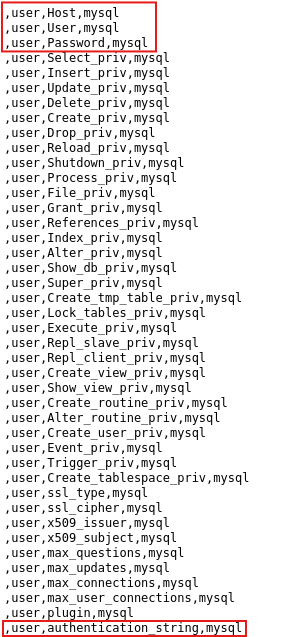 ,user,Host,mysql
,user,User,mysql
,user,Password,mysql
,user,Select_priv,mysql
,user,Insert_priv,mysql
,user,Update_priv,mysql
,user,Delete_priv,mysql
,user,Create_priv,mysql
,user,Drop_priv,mysql
,user,Reload_priv,mysql
,user,Shutdown_priv,mysql
,user,Process_priv,mysql
,user,File_priv,mysql
,user,Grant_priv,mysql
,user,References_priv,mysql
,user,Index_priv,mysql
,user,Alter_priv,mysql
,user,Show_db_priv,mysql
,user,Super_priv,mysql
,user,Create_tmp_table_priv,mysql
,user,Lock_tables_priv,mysql
,user,Execute_priv,mysql
,user,Repl_slave_priv,mysql
,user,Repl_client_priv,mysql
,user,Create_view_priv,mysql
,user,Show_view_priv,mysql
,user,Create_routine_priv,mysql
,user,Alter_routine_priv,mysql
,user,Create_user_priv,mysql
,user,Event_priv,mysql
,user,Trigger_priv,mysql
,user,Create_tablespace_priv,mysql
,user,ssl_type,mysql
,user,ssl_cipher,mysql
,user,x509_issuer,mysql
,user,x509_subject,mysql
,user,max_questions,mysql
,user,max_updates,mysql
,user,max_connections,mysql
,user,max_user_connections,mysql
,user,plugin,mysql
,user,authentication_string,mysql